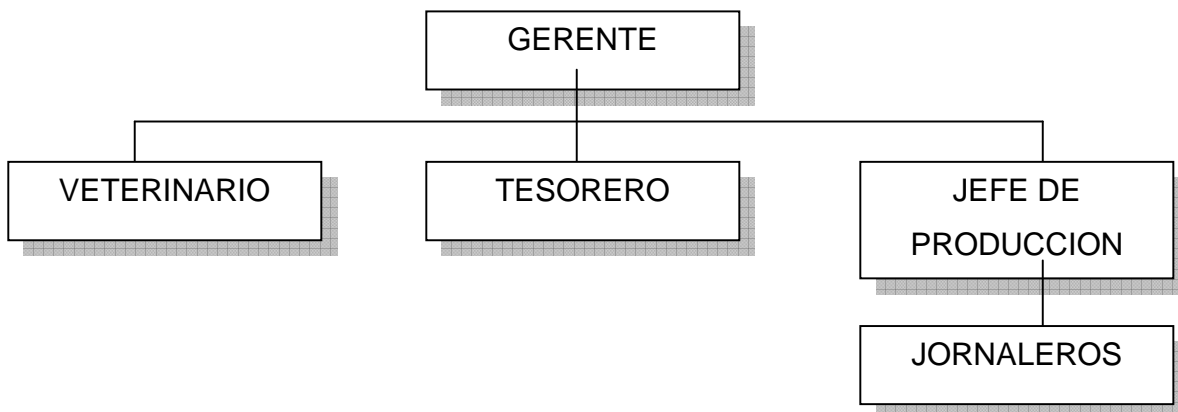 GERENTE
VETERINARIO
TESORERO
JEFE DE
PRODUCCION
JORNALEROS